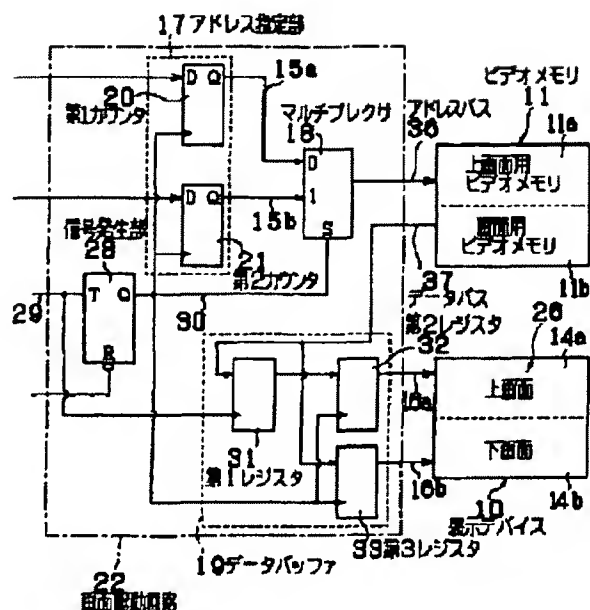 17 アドレス指定部
D Q
20
第1カウンタ
15a
マルチプレクサ
18
0
1
S
アドレスバス
36
ビデオメモリ
11
11a
上画面用
ビデオメモリ
画面用
ビデオメモリ
11b
D Q
15b
21
第2カウンタ
信号発生部
28
T Q
R
29
30
37
データバス
第2レジスタ
32
26
14a
上画面
下画面
14b
10
表示デバイス
16a
16b
31
第1レジスタ
33 第3レジスタ
19 データバッファ
22
画面駆動回路